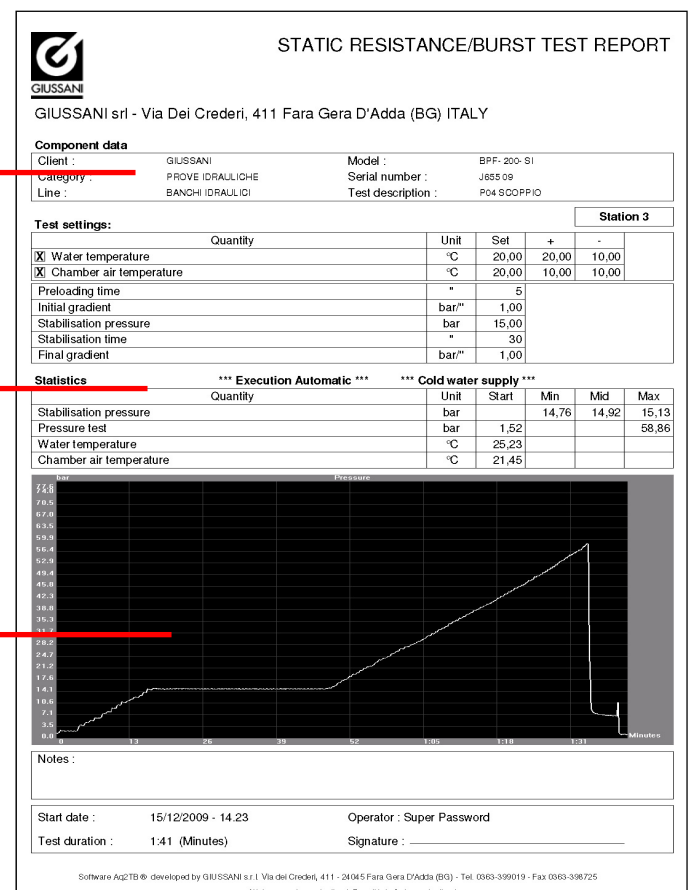 STATIC RESISTANCE/BURST TEST REPORT
GIUSSANI
GIUSSANI srl - Via Dei Crederi, 411 Fara Gera D'Adda (BG) ITALY
Component data
Client : GIUSSANI Model : BPF-200-SI
Category : PROVE IDRAULICHE Serial number : J65509
Line : BANCHI IDRAULICI Test description : P04 SCOPPIO
Test settings: Station 3
Quantity Unit Set + -
X Water temperature °C 20,00 20,00 10,00
X Chamber air temperature °C 20,00 10,00 10,00
Preloading time " 5
Initial gradient bar/" 1,00
Stabilisation pressure bar 15,00
Stabilisation time " 30
Final gradient bar/" 1,00
Statistics *** Execution Automatic *** *** Cold water supply ***
Quantity Unit Start Min Mid Max
Stabilisation pressure bar 14,76 14,92 15,13
Pressure test bar 1,52 58,86
Water temperature °C 25,23
Chamber air temperature °C 21,45
bar Pressure
77.6
74.0
70.5
67.0
63.5
59.9
56.4
52.9
49.4
45.8
42.3
38.8
35.3
31.7
28.2
24.7
21.2
17.6
14.1
10.6
7.1
3.5
0.0
0 13 26 39 52 1:05 1:18 1:31 Minutes
Notes :
Start date : 15/12/2009 - 14.23 Operator : Super Password
Test duration : 1:41 (Minutes) Signature :
Software Aq2TB ® developed by GIUSSANI s.r.l. Via dei Crederi, 411 - 24045 Fara Gera D'Adda (BG) - Tel. 0363-399019 - Fax 0363-398725